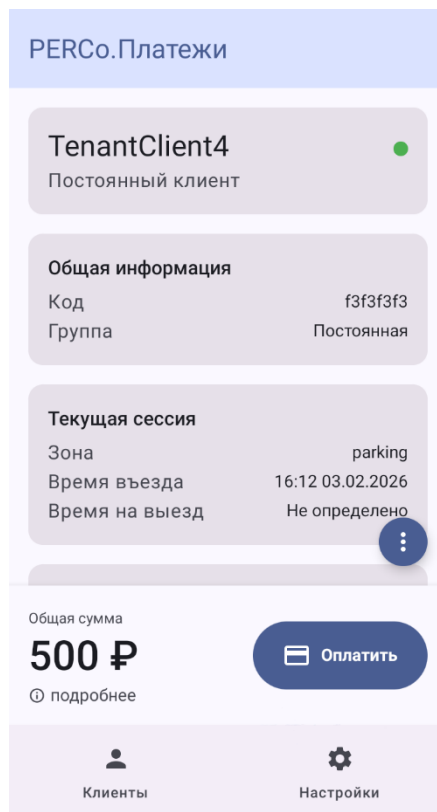 PERCo.Платежи
TenantClient4
Постоянный клиент
Общая информация
Код f3f3f3f3
Группа Постоянная
Текущая сессия
Зона parking
Время въезда 16:12 03.02.2026
Время на выезд Не определено
Общая сумма
500 ₽
Оплатить
подробнее
Клиенты Настройки